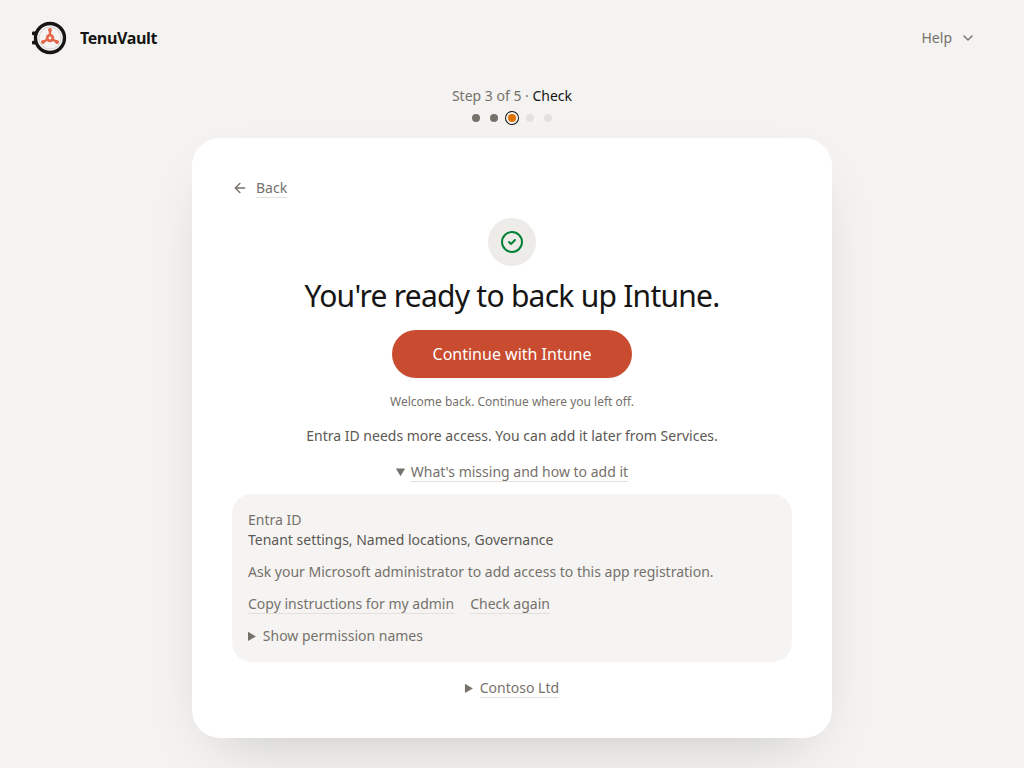 TenuVault
Help
Step 3 of 5 · Check
Back
You're ready to back up Intune.
Continue with Intune
Welcome back. Continue where you left off.
Entra ID needs more access. You can add it later from Services.
What's missing and how to add it
Entra ID
Tenant settings, Named locations, Governance
Ask your Microsoft administrator to add access to this app registration.
Copy instructions for my admin Check again
Show permission names
Contoso Ltd